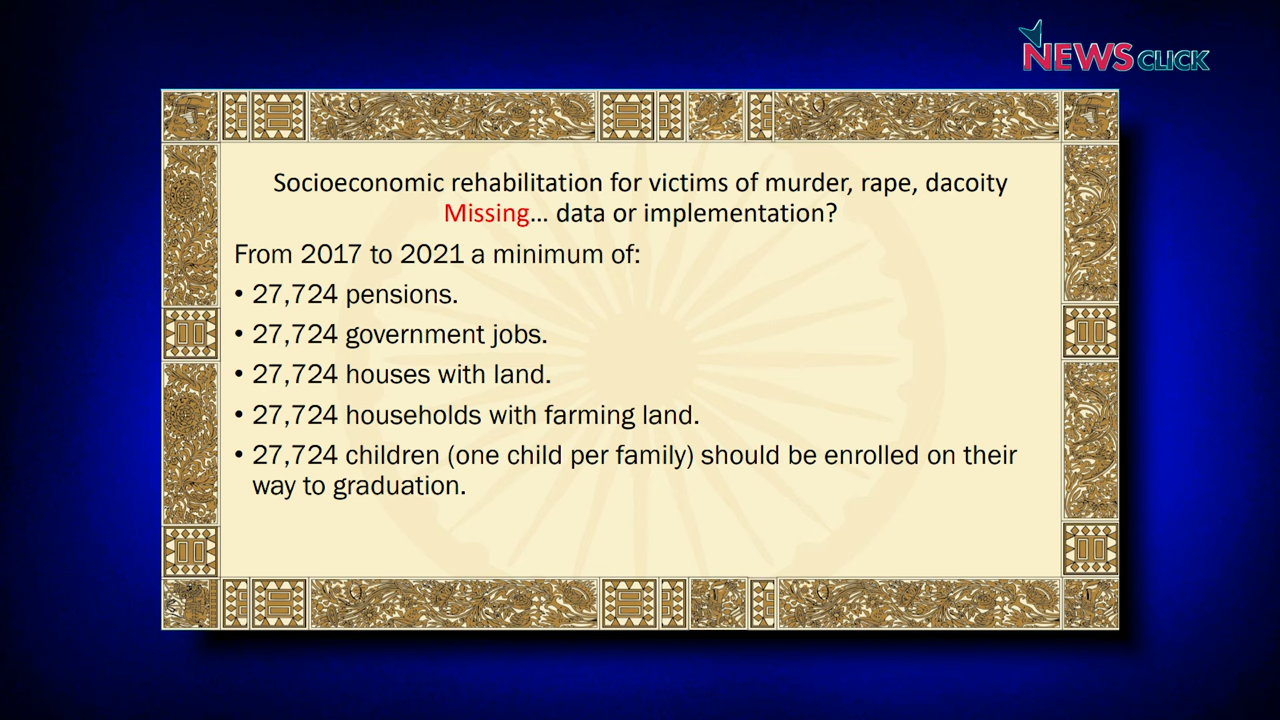 NEWSCLICK
Socioeconomic rehabilitation for victims of murder, rape, dacoity
Missing... data or implementation?
From 2017 to 2021 a minimum of:
• 27,724 pensions.
• 27,724 government jobs.
• 27,724 houses with land.
• 27,724 households with farming land.
• 27,724 children (one child per family) should be enrolled on their
way to graduation.